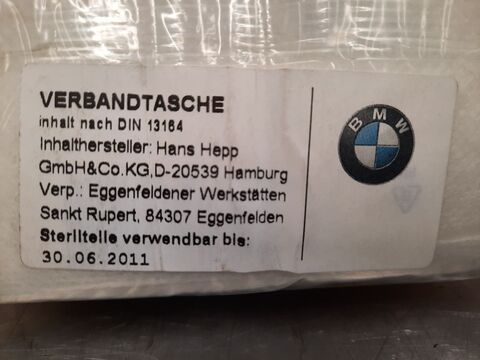 VERBANDTASCHE
inhalt nach DIN 13164
Inhalthersteller: Hans Hepp
GmbH&Co.KG,D-20539 Hamburg
Verp.: Eggenfeldener Werkstätten
Sankt Rupert, 84307 Eggenfelden
Sterilteile verwendbar bis:
30.06.2011
BMW